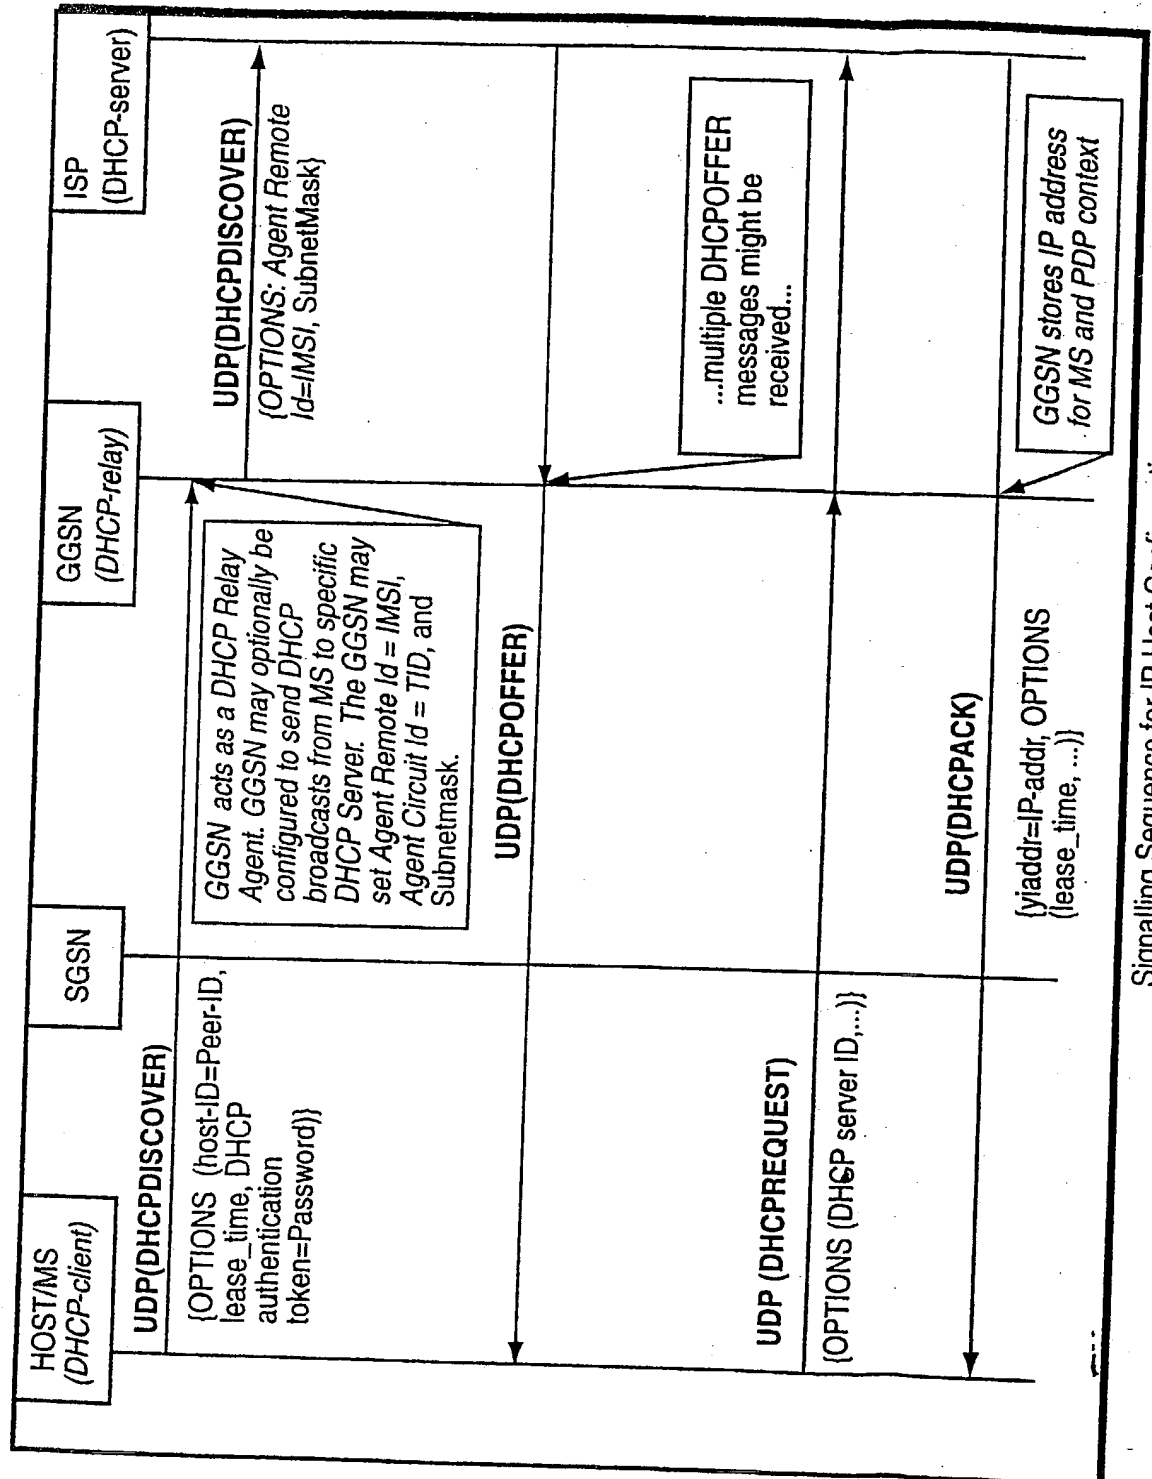 HOST/MS
(DHCP-client)
SGSN
GGSN
(DHCP-relay)
ISP
(DHCP-server)
UDP(DHCPDISCOVER)
{OPTIONS (host-ID=Peer-ID,
lease_time, DHCP
authentication
token=Password)}
GGSN acts as a DHCP Relay
Agent. GGSN may optionally be
configured to send DHCP
broadcasts from MS to specific
DHCP Server. The GGSN may
set Agent Remote Id = IMSI,
Agent Circuit Id = TID, and
Subnetmask.
UDP(DHCPDISCOVER)
{OPTIONS: Agent Remote
Id=IMSI, SubnetMask}
UDP(DHCPOFFER)
...multiple DHCPOFFER
messages might be
received...
UDP (DHCPREQUEST)
{OPTIONS (DHCP server ID,...)}
UDP(DHCPACK)
{yiaddr=IP-addr, OPTIONS
(lease_time, ...)}
GGSN stores IP address
for MS and PDP context
Signalling Sequence for IP Host